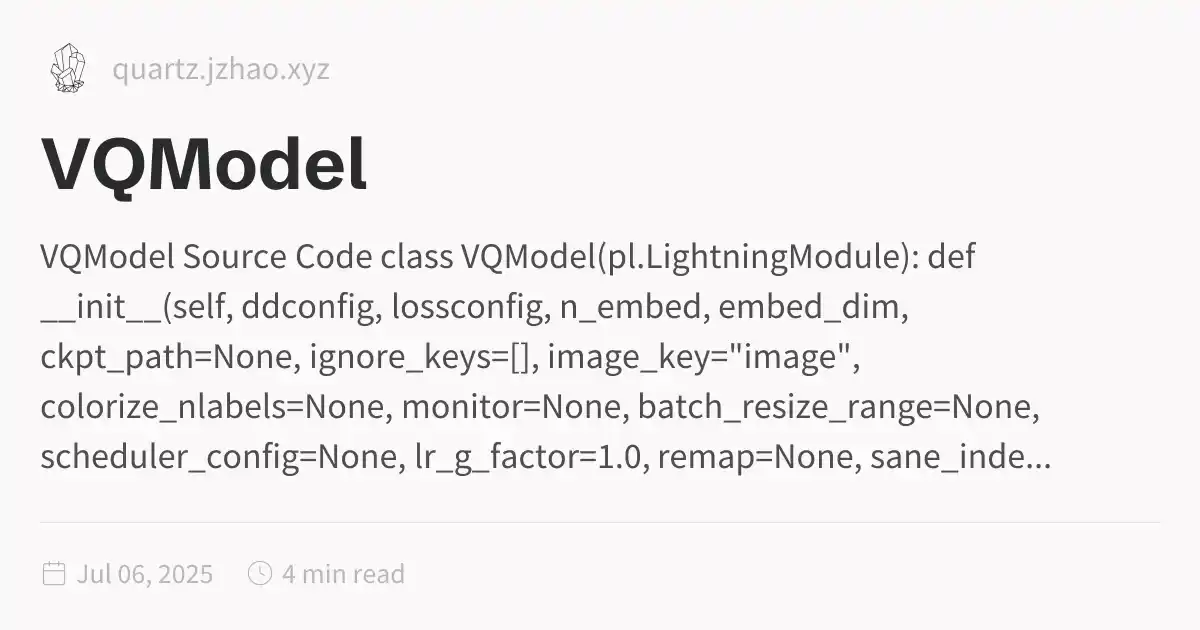 quartz.jzhao.xyz
VQModel
VQModel Source Code class VQModel(pl.LightningModule): def
__init__(self, ddconfig, lossconfig, n_embed, embed_dim,
ckpt_path=None, ignore_keys=[], image_key="image",
colorize_nlabels=None, monitor=None, batch_resize_range=None,
scheduler_config=None, lr_g_factor=1.0, remap=None, sane_inde...
Jul 06, 2025 4 min read